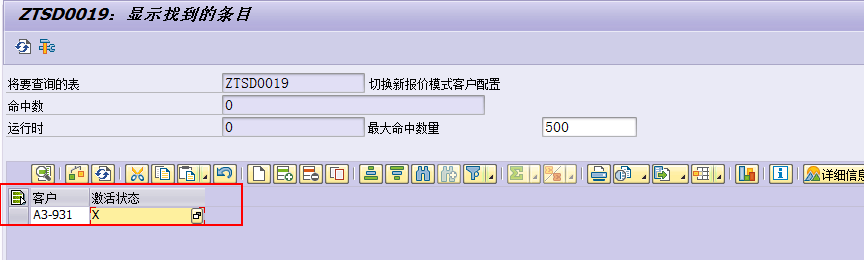 ZTSD0019：显示找到的条目
将要查询的表 ZTSD0019 切换新报价模式客户配置
命中数 0
运行时 0 最大命中数量 500
详细信息
客户 激活状态
A3-931 X